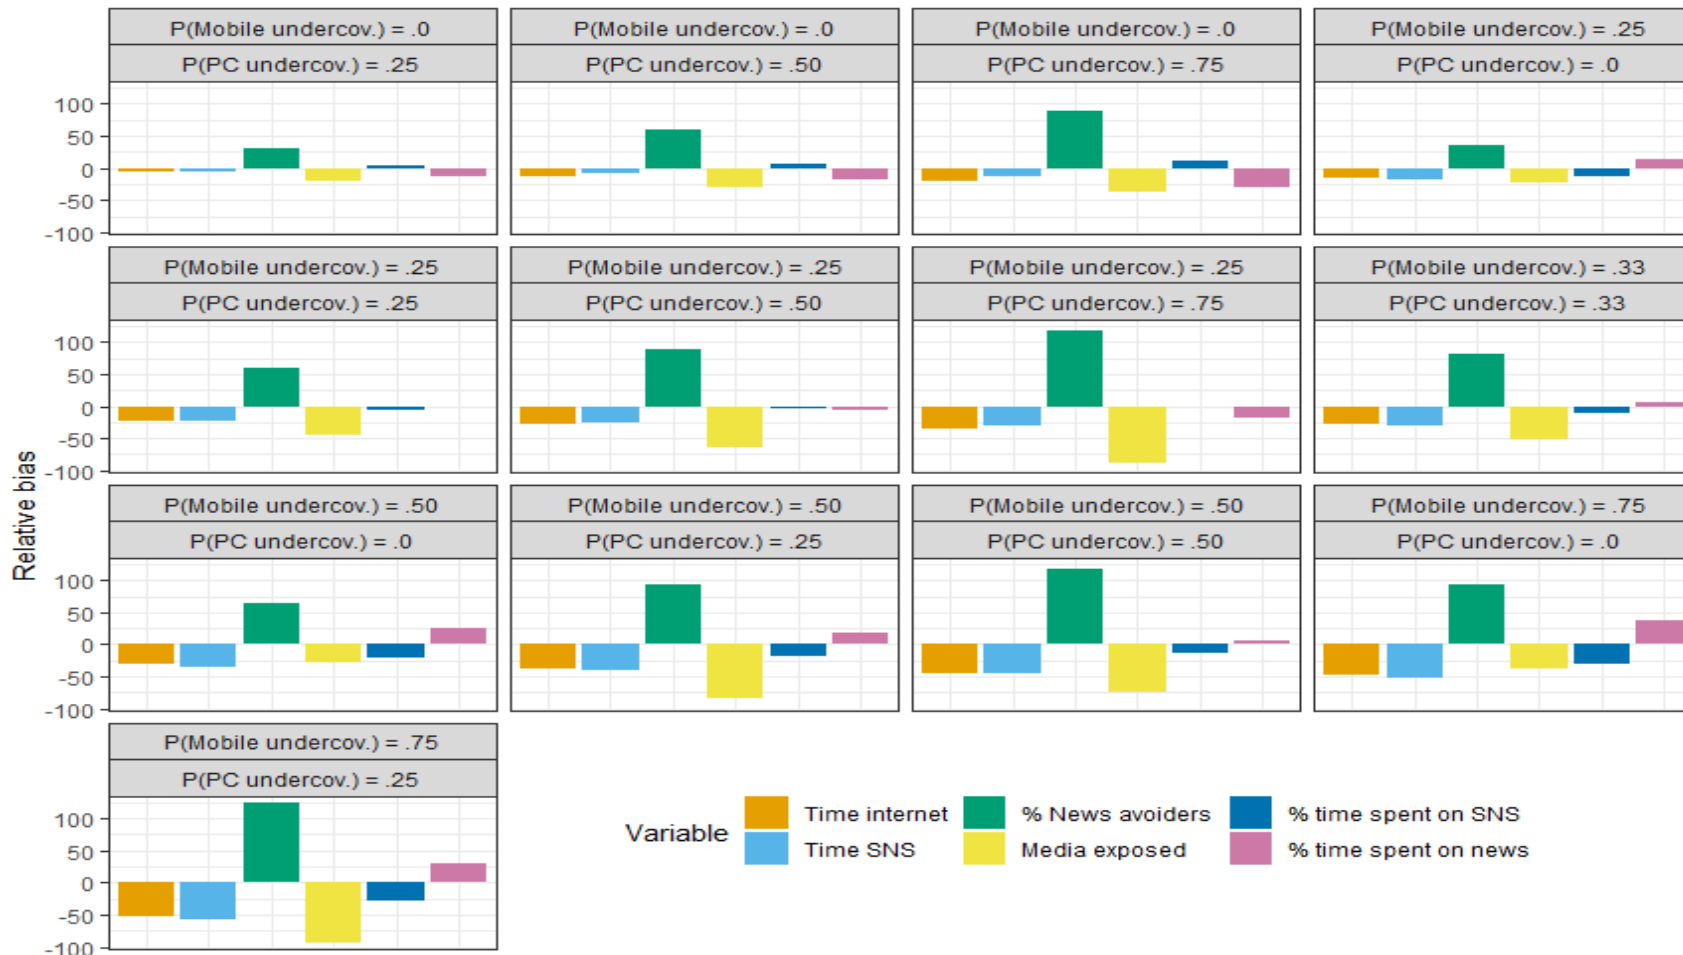 P(Mobile undercov.) = .0
P(PC undercov.) = .25
P(Mobile undercov.) = .0
P(PC undercov.) = .50
P(Mobile undercov.) = .0
P(PC undercov.) = .75
P(Mobile undercov.) = .25
P(PC undercov.) = .0
100
50
0
-50
-100
P(Mobile undercov.) = .25
P(PC undercov.) = .25
P(Mobile undercov.) = .25
P(PC undercov.) = .50
P(Mobile undercov.) = .25
P(PC undercov.) = .75
P(Mobile undercov.) = .33
P(PC undercov.) = .33
100
50
0
-50
-100
Relative bias
P(Mobile undercov.) = .50
P(PC undercov.) = .0
P(Mobile undercov.) = .50
P(PC undercov.) = .25
P(Mobile undercov.) = .50
P(PC undercov.) = .50
P(Mobile undercov.) = .75
P(PC undercov.) = .0
100
50
0
-50
-100
P(Mobile undercov.) = .75
P(PC undercov.) = .25
100
50
0
-50
-100
Variable
Time internet
Time SNS
% News avoiders
Media exposed
% time spent on SNS
% time spent on news